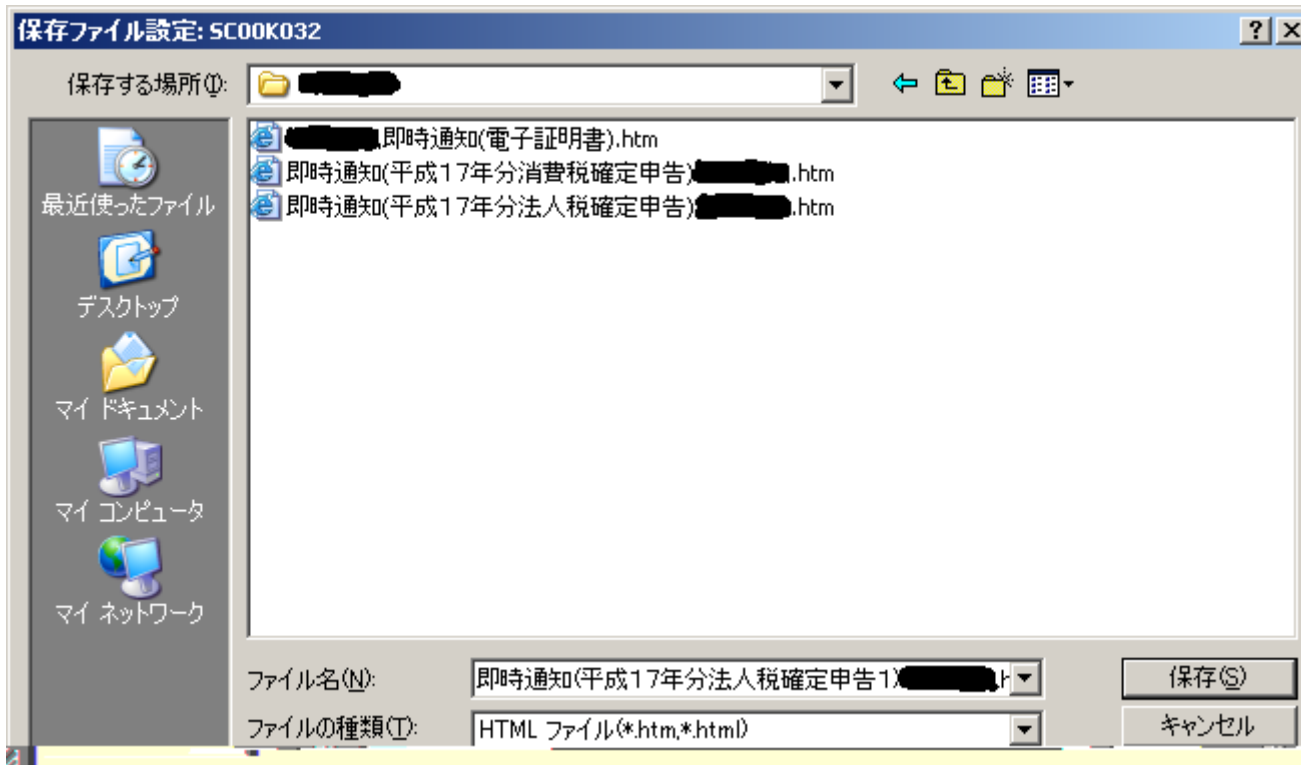 保存ファイル設定: SC00K032
保存する場所(I):
即時通知(電子証明書).htm
即時通知(平成17年分消費税確定申告) .htm
即時通知(平成17年分法人税確定申告) .htm
最近使ったファイル
デスクトップ
マイ ドキュメント
マイ コンピュータ
マイ ネットワーク
ファイル名(N):
即時通知(平成17年分法人税確定申告1)
保存(S)
ファイルの種類(T):
HTML ファイル(*.htm,*.html)
キャンセル